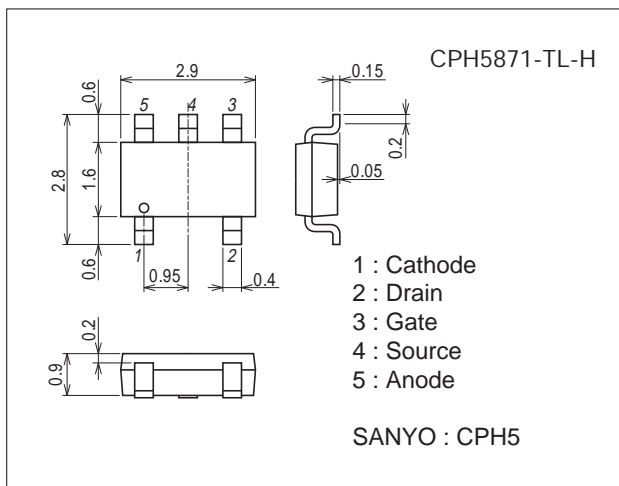 CPH5871-TL-H
2.9
0.15
0.6
5
4
3
0.2
2.8
1.6
0.05
0.6
1
2
0.95
0.4
1 : Cathode
2 : Drain
3 : Gate
4 : Source
5 : Anode
0.2
0.9
SANYO : CPH5